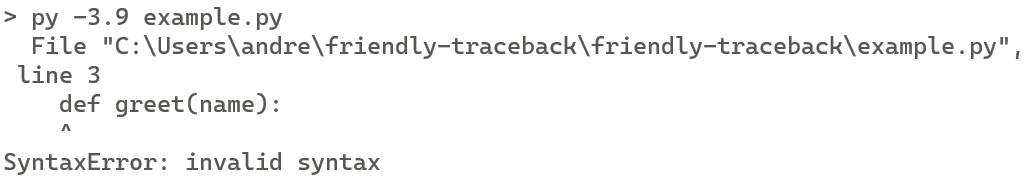 > py -3.9 example.py
  File "C:\Users\andre\friendly-traceback\friendly-traceback\example.py",
 line 3
    def greet(name):
    ^
SyntaxError: invalid syntax